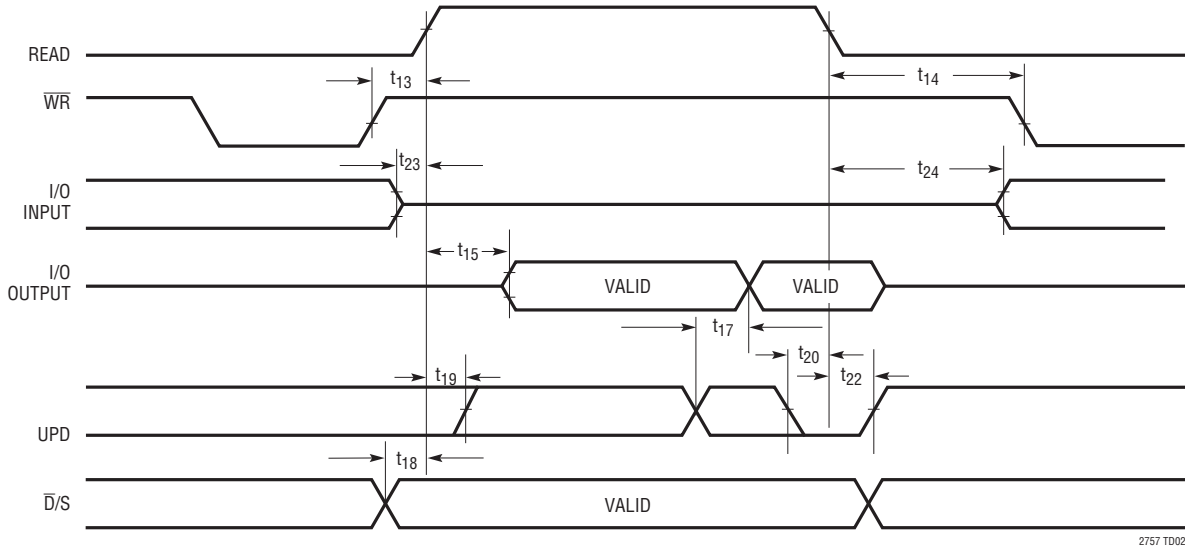 READ
W̅R̅
t13
t14
I/O
INPUT
t23
t24
I/O
OUTPUT
t15
VALID
VALID
t17
t20
t19
t22
UPD
t18
D̅/S
VALID
2757 TD02